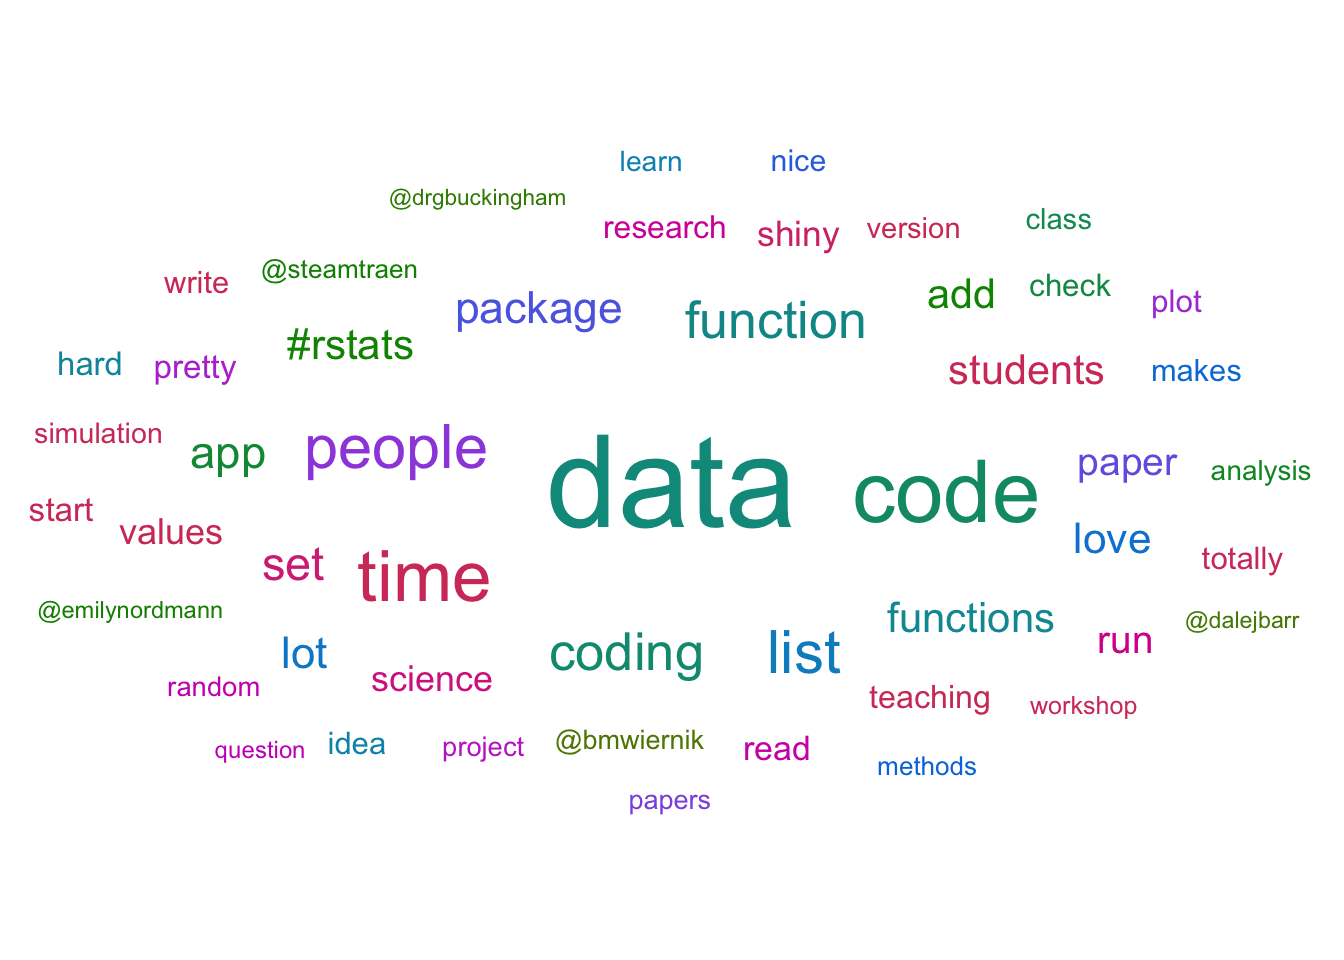 learn
nice
@drgbuckingham
research
shiny
version
class
write
@steamtraen
package
function
add
check
plot
#rstats
hard
pretty
students
makes
simulation
app
people
data
code
paper
analysis
start
values
set
time
love
totally
@emilynordmann
lot
science
coding
list
functions
run
@dalejbarr
random
teaching
workshop
question
idea
project
@bmwiernik
read
methods
papers